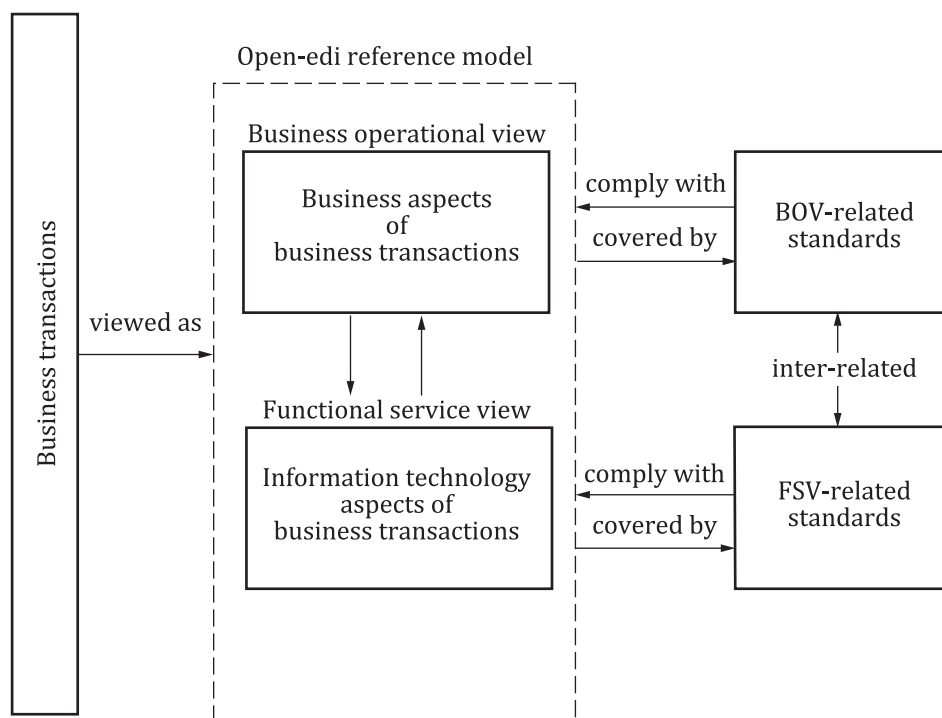 Open-edi reference model
Business operational view
Business aspects
of
business transactions
comply with
covered by
BOV-related
standards
Business transactions
viewed as
inter-related
Functional service view
Information technology
aspects of
business transactions
comply with
covered by
FSV-related
standards